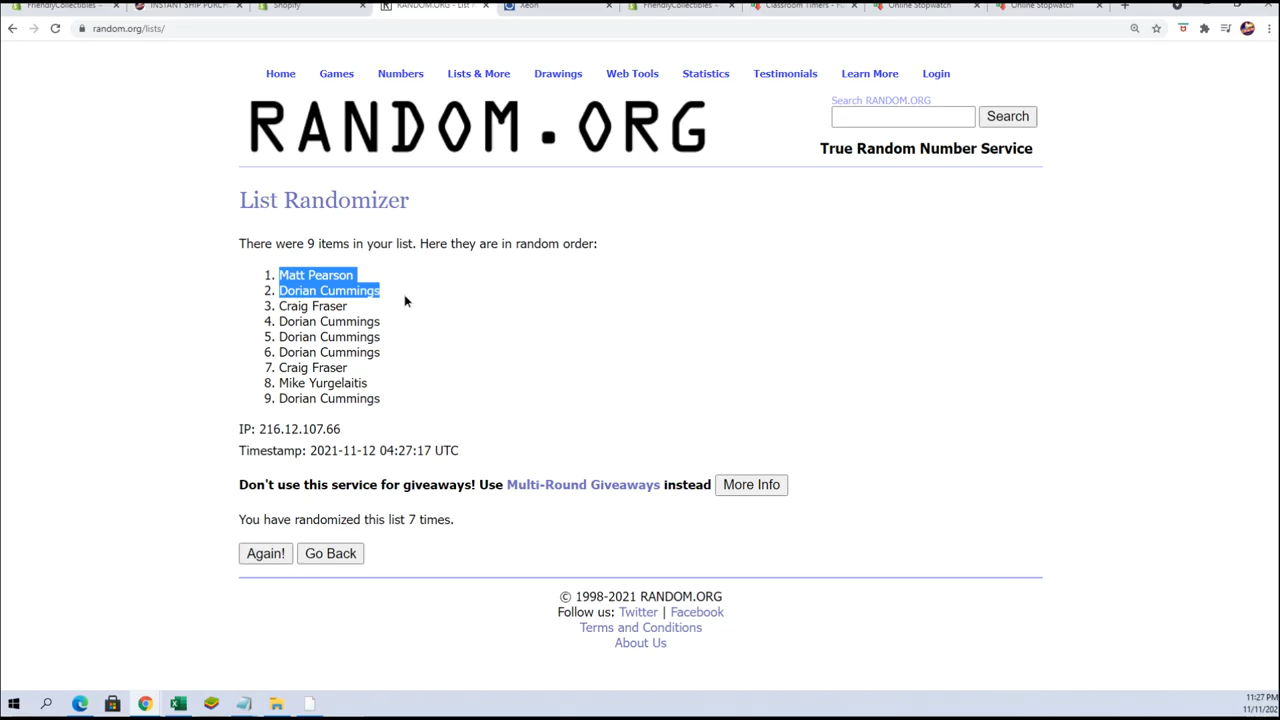 FriendlyCollectibles –
INSTANT SHIP PURCH
Shopify
RANDOM.ORG - List
Xeon
FriendlyCollectibles –
Classroom Timers - F
Online Stopwatch
Online Stopwatch
random.org/lists/
Home Games Numbers Lists & More Drawings Web Tools Statistics Testimonials Learn More Login
RANDOM.ORG
Search RANDOM.ORG
Search
True Random Number Service
List Randomizer
There were 9 items in your list. Here they are in random order:
1. Matt Pearson
2. Dorian Cummings
3. Craig Fraser
4. Dorian Cummings
5. Dorian Cummings
6. Dorian Cummings
7. Craig Fraser
8. Mike Yurgelaitis
9. Dorian Cummings
IP: 216.12.107.66
Timestamp: 2021-11-12 04:27:17 UTC
Don't use this service for giveaways! Use Multi-Round Giveaways instead More Info
You have randomized this list 7 times.
Again! Go Back
© 1998-2021 RANDOM.ORG
Follow us: Twitter | Facebook
Terms and Conditions
About Us
11:27 PM
11/11/202